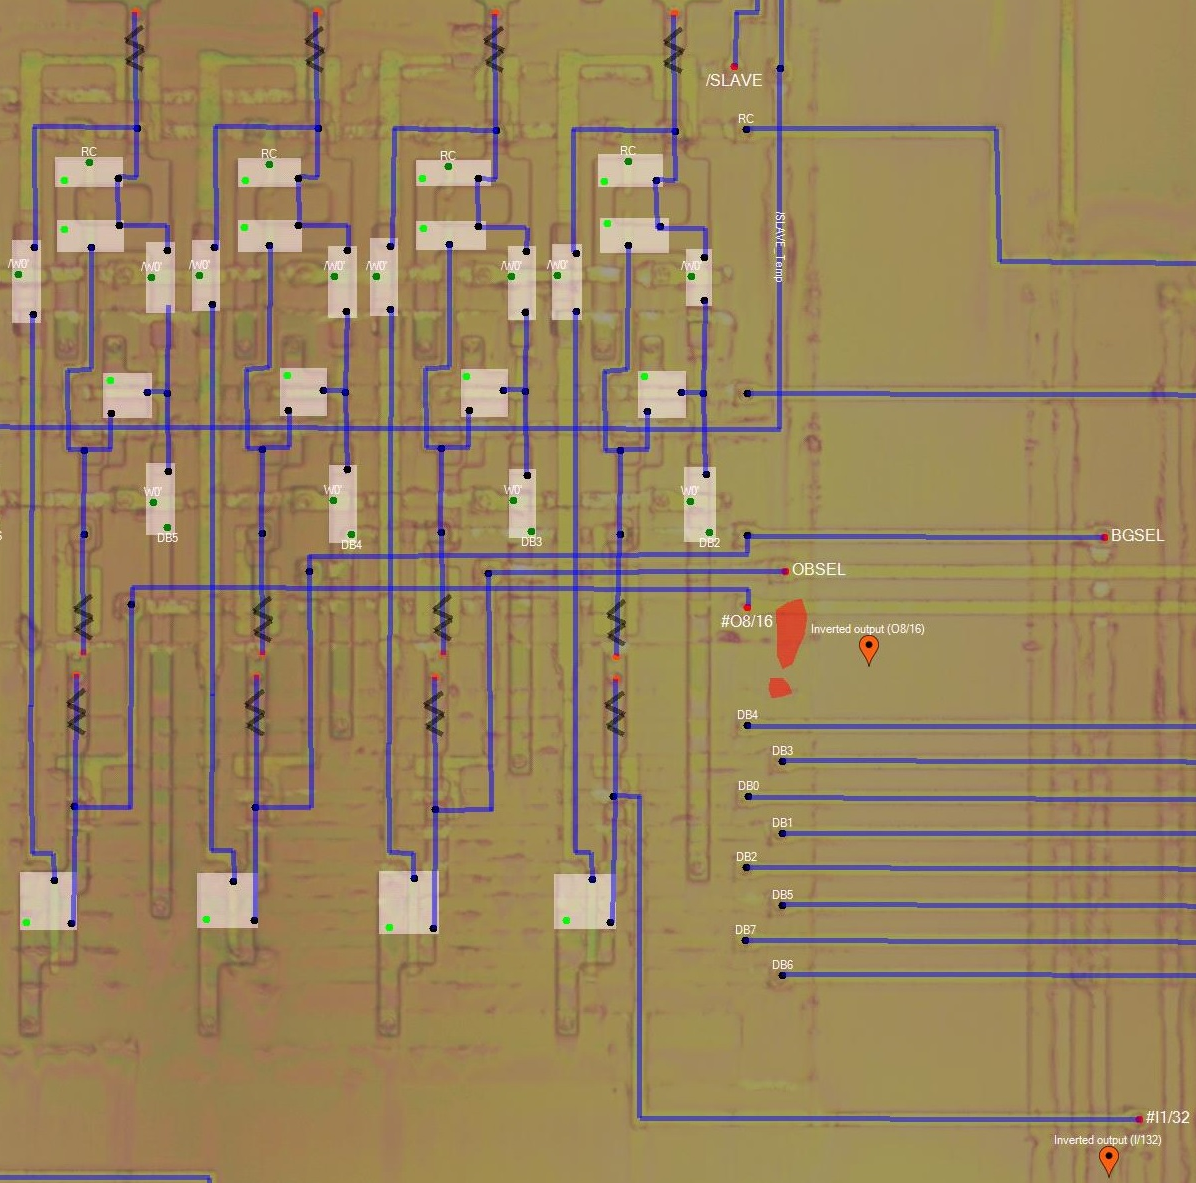 /SLAVE
RC
RC
RC
RC
RC
/SLAVE_Temp
/W0'
/W0'
/W0'
/W0'
/W0'
/W0'
/W0'
/W0'
W0'
W0'
W0'
W0'
DB5
DB4
DB3
DB2
BGSEL
OBSEL
#O8/16
Inverted output (O8/16)
DB4
DB3
DB0
DB1
DB2
DB5
DB7
DB6
#I1/32
Inverted output (I/132)